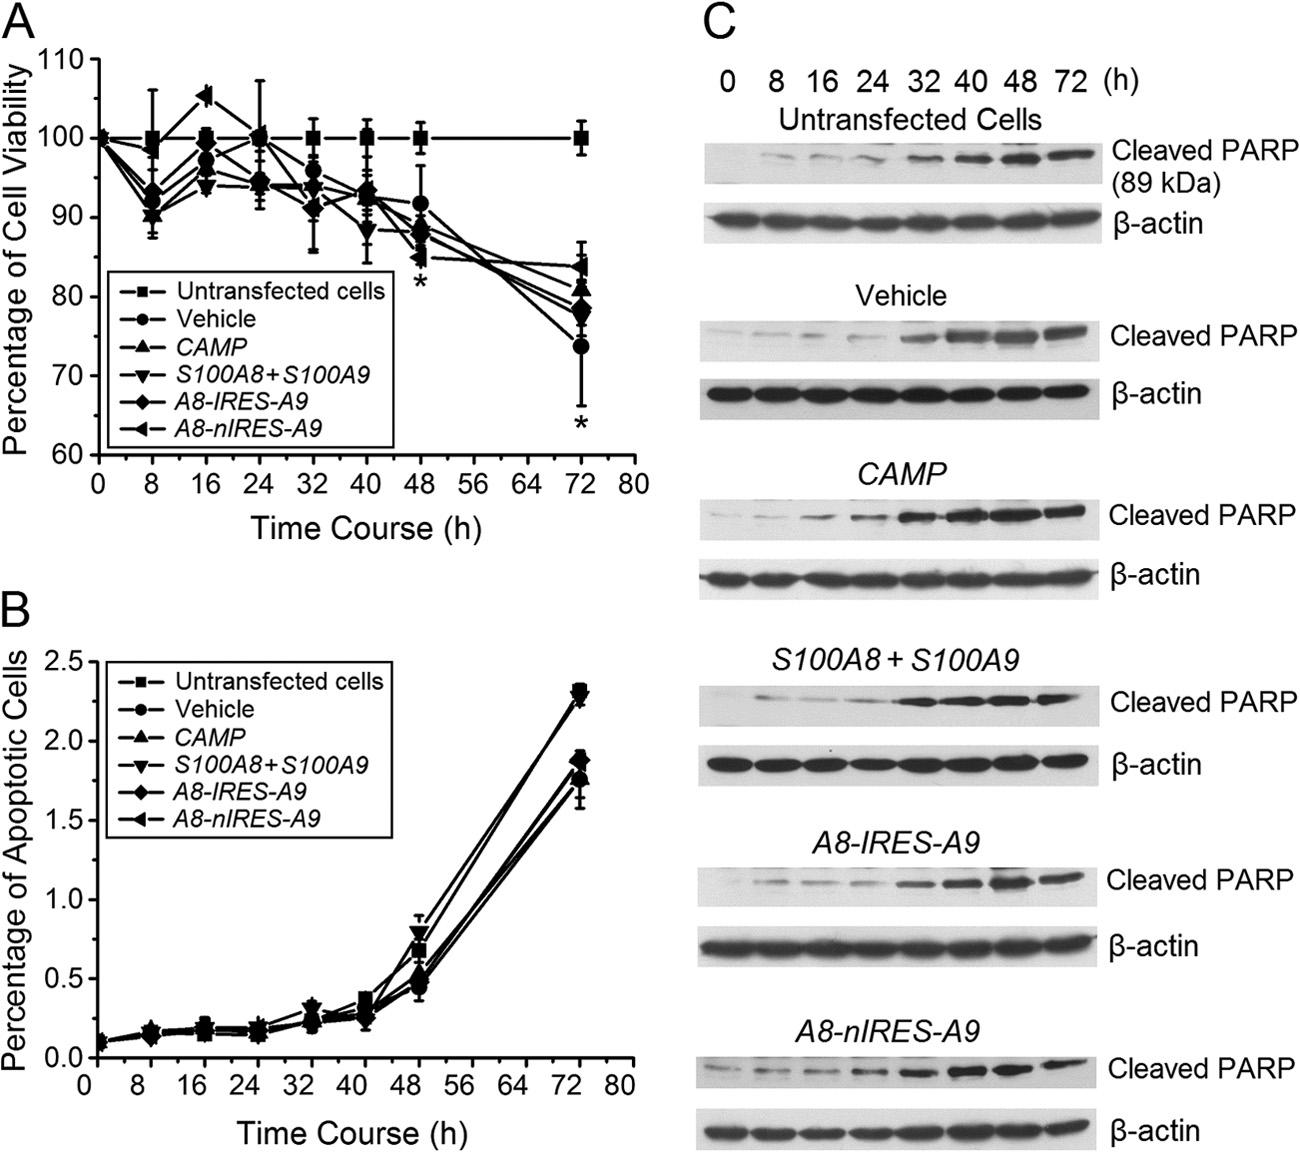 A
110
100
90
80
70
60
Percentage of Cell Viability
Untransfected cells
Vehicle
CAMP
S100A8+S100A9
A8-IRES-A9
A8-nIRES-A9
*
*
0 8 16 24 32 40 48 56 64 72 80
Time Course (h)
B
2.5
2.0
1.5
1.0
0.5
0.0
Percentage of Apoptotic Cells
Untransfected cells
Vehicle
CAMP
S100A8+S100A9
A8-IRES-A9
A8-nIRES-A9
0 8 16 24 32 40 48 56 64 72 80
Time Course (h)
C
0 8 16 24 32 40 48 72 (h)
Untransfected Cells
Cleaved PARP
(89 kDa)
β-actin
Vehicle
Cleaved PARP
β-actin
CAMP
Cleaved PARP
β-actin
S100A8 + S100A9
Cleaved PARP
β-actin
A8-IRES-A9
Cleaved PARP
β-actin
A8-nIRES-A9
Cleaved PARP
β-actin